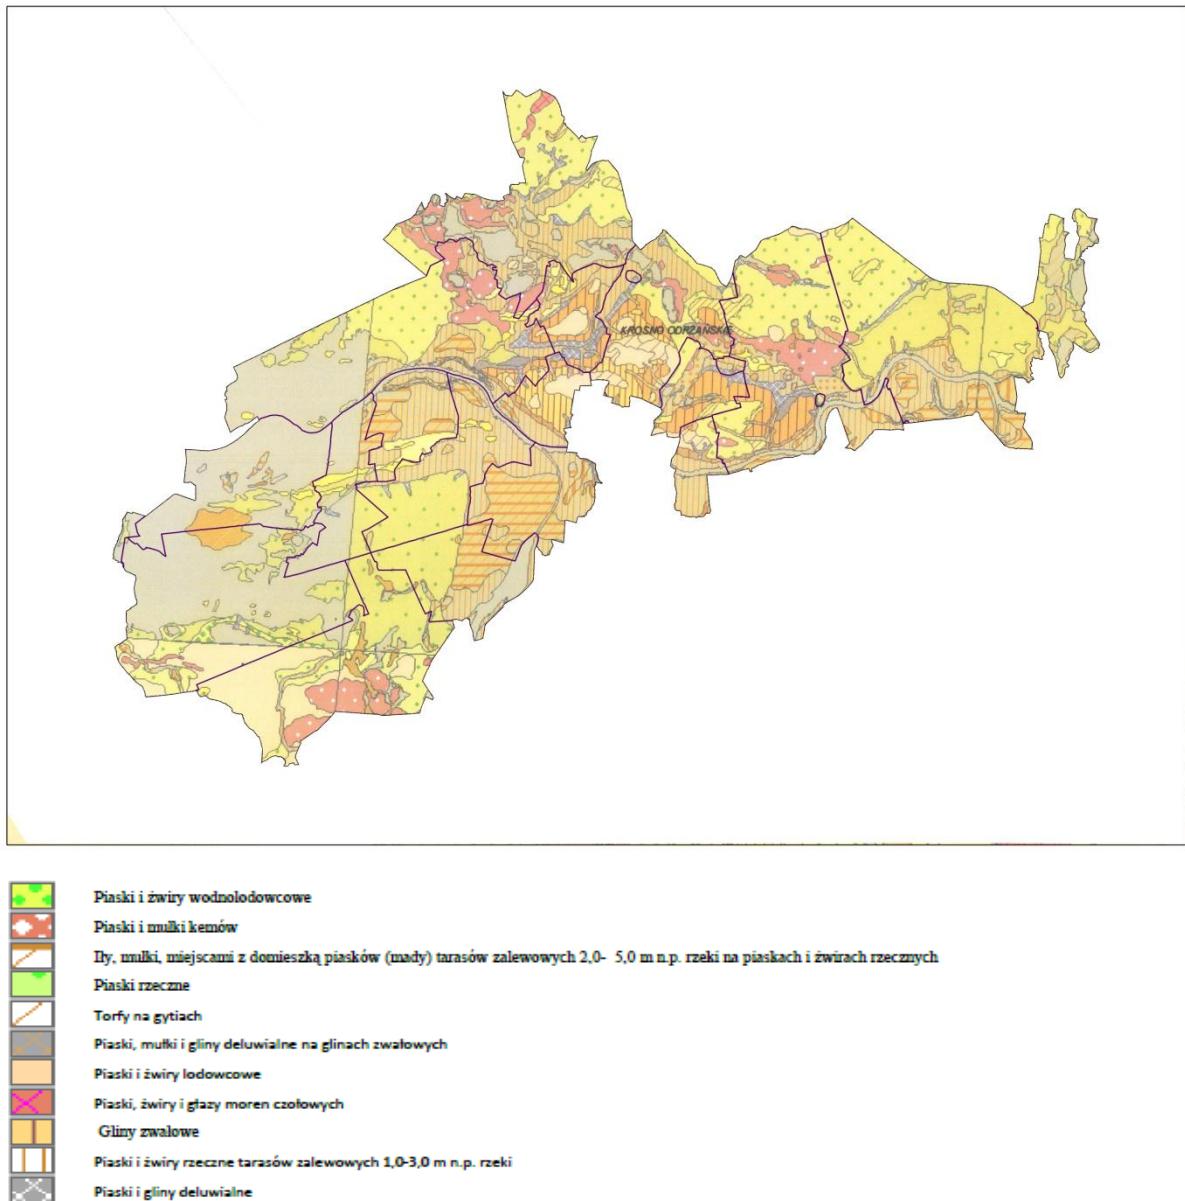 KROSNO ODRZAŃSKIE
Piaski i żwiry wodnolodowcowe
Piaski i mułki kemów
Iły, mułki, miejscami z domieszką piasków (mady) tarasów zalewowych 2,0- 5,0 m n.p. rzeki na piaskach i żwirach rzecznych
Piaski rzeczne
Torfy na gytiach
Piaski, mułki i gliny deluwialne na glinach zwałowych
Piaski i żwiry lodowcowe
Piaski, żwiry i głazy moren czołowych
Gliny zwałowe
Piaski i żwiry rzeczne tarasów zalewowych 1,0-3,0 m n.p. rzeki
Piaski i gliny deluwialne